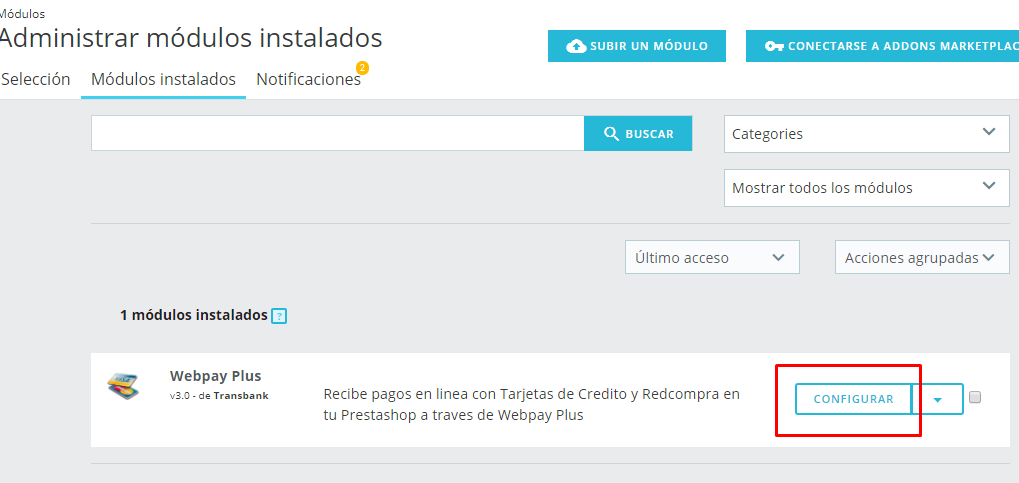 Módulos
Administrar módulos instalados
SUBIR UN MÓDULO
CONECTARSE A ADDONS MARKETPLAC
Selección
Módulos instalados
Notificaciones
2
BUSCAR
Categories
Mostrar todos los módulos
Último acceso
Acciones agrupadas
1 módulos instalados ?
Webpay Plus
v3.0 - de Transbank
Recibe pagos en linea con Tarjetas de Credito y Redcompra en
tu Prestashop a traves de Webpay Plus
CONFIGURAR